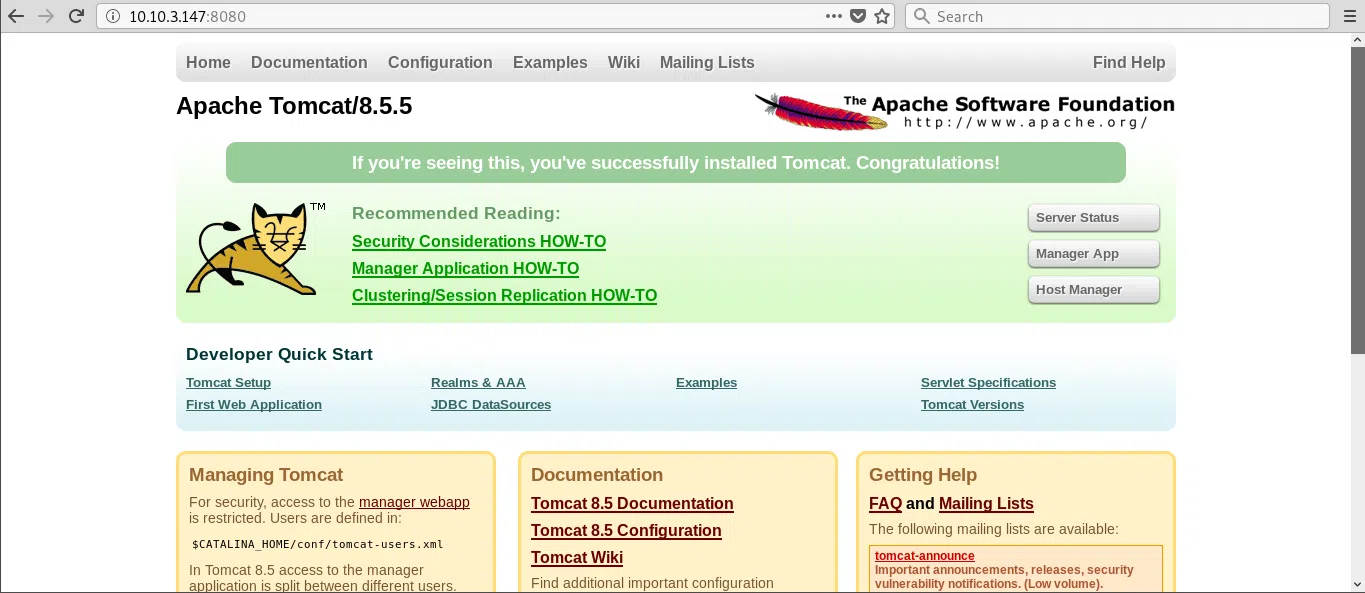 10.10.3.147:8080
Search
Home Documentation Configuration Examples Wiki Mailing Lists Find Help
Apache Tomcat/8.5.5
The Apache Software Foundation
http://www.apache.org/
If you're seeing this, you've successfully installed Tomcat. Congratulations!
TM
Recommended Reading:
Security Considerations HOW-TO
Manager Application HOW-TO
Clustering/Session Replication HOW-TO
Server Status
Manager App
Host Manager
Developer Quick Start
Tomcat Setup
First Web Application
Realms & AAA
JDBC DataSources
Examples
Servlet Specifications
Tomcat Versions
Managing Tomcat
For security, access to the manager webapp
is restricted. Users are defined in:
$CATALINA_HOME/conf/tomcat-users.xml
In Tomcat 8.5 access to the manager
application is split between different users.
Documentation
Tomcat 8.5 Documentation
Tomcat 8.5 Configuration
Tomcat Wiki
Find additional important configuration
Getting Help
FAQ and Mailing Lists
The following mailing lists are available:
tomcat-announce
Important announcements, releases, security
vulnerability notifications. (Low volume).